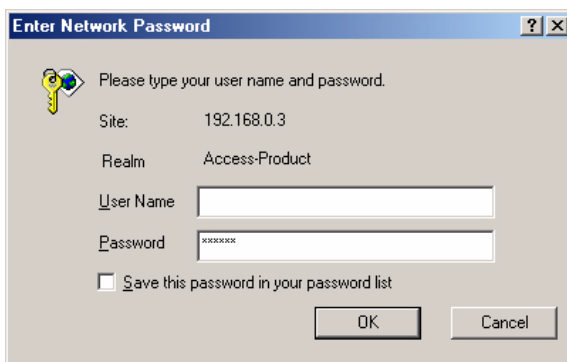 Enter Network Password
Please type your user name and password.
Site: 192.168.0.3
Realm Access-Product
User Name
Password ******
Save this password in your password list
OK Cancel